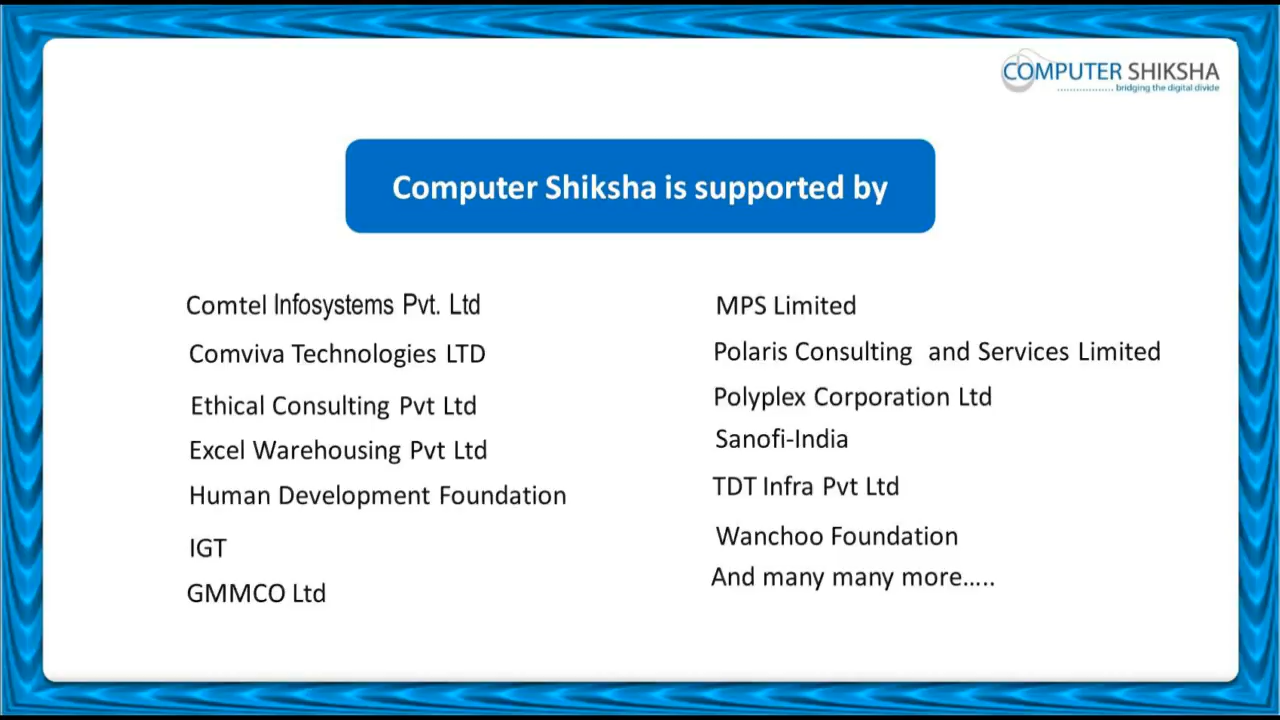 COMPUTER SHIKSHA
bridging the digital divide
Computer Shiksha is supported by
Comtel Infosystems Pvt. Ltd
Comviva Technologies LTD
Ethical Consulting Pvt Ltd
Excel Warehousing Pvt Ltd
Human Development Foundation
IGT
GMMCO Ltd
MPS Limited
Polaris Consulting and Services Limited
Polyplex Corporation Ltd
Sanofi-India
TDT Infra Pvt Ltd
Wanchoo Foundation
And many many more.....